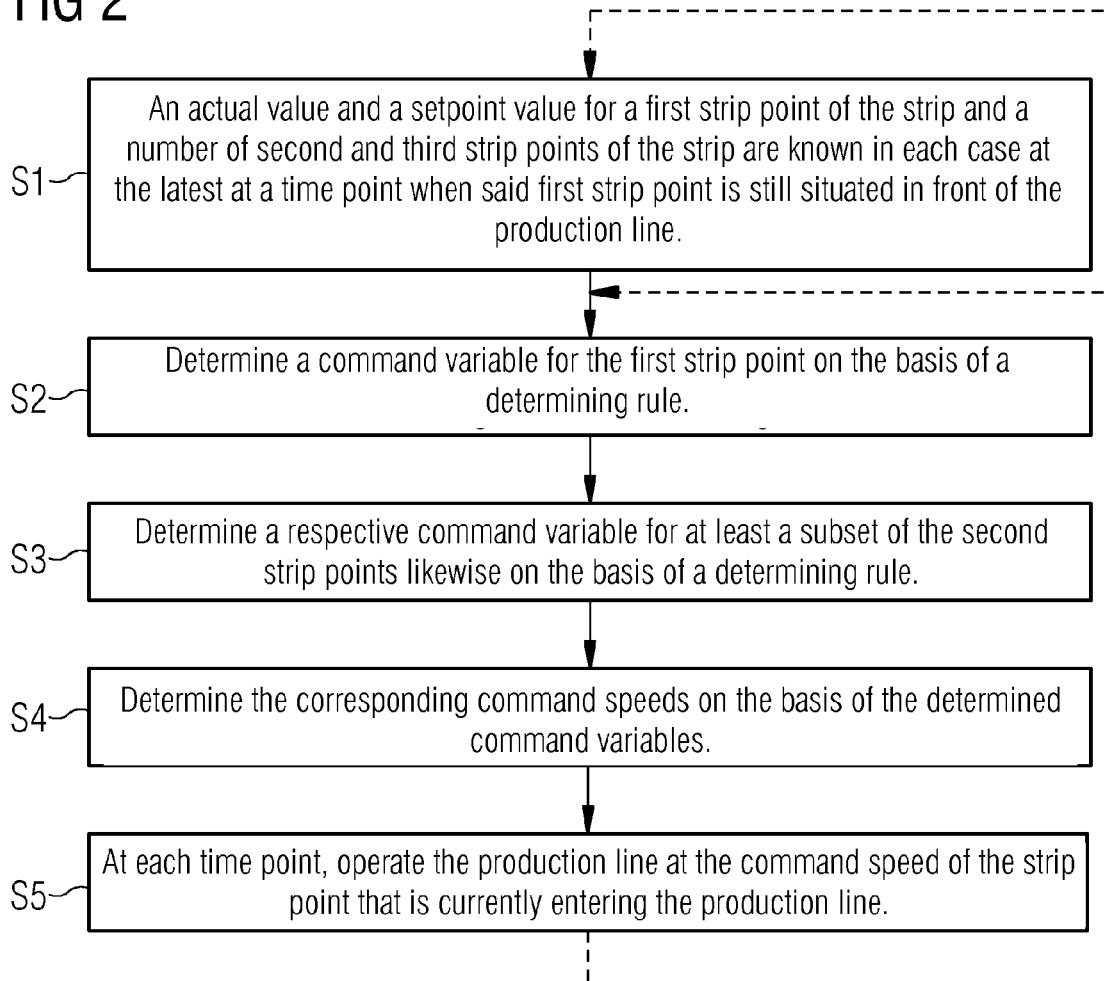 FIG 2
An actual value and a setpoint value for a first strip point of the strip and a
number of second and third strip points of the strip are known in each case at
S1
the latest at a time point when said first strip point is still situated in front of the
production line.
Determine a command variable for the first strip point on the basis of a
S2
determining rule.
Determine a respective command variable for at least a subset of the second
S3
strip points likewise on the basis of a determining rule.
Determine the corresponding command speeds on the basis of the determined
S4
command variables.
At each time point, operate the production line at the command speed of the strip
S5
point that is currently entering the production line.